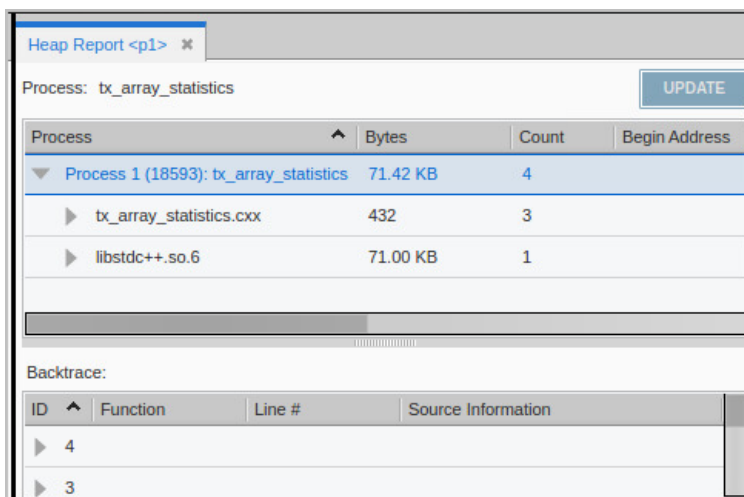 Heap Report <p1> ✖
Process: tx_array_statistics UPDATE
Process Bytes Count Begin Address
Process 1 (18593): tx_array_statistics 71.42 KB 4
tx_array_statistics.cxx 432 3
libstdc++.so.6 71.00 KB 1
Backtrace:
ID Function Line # Source Information
4
3